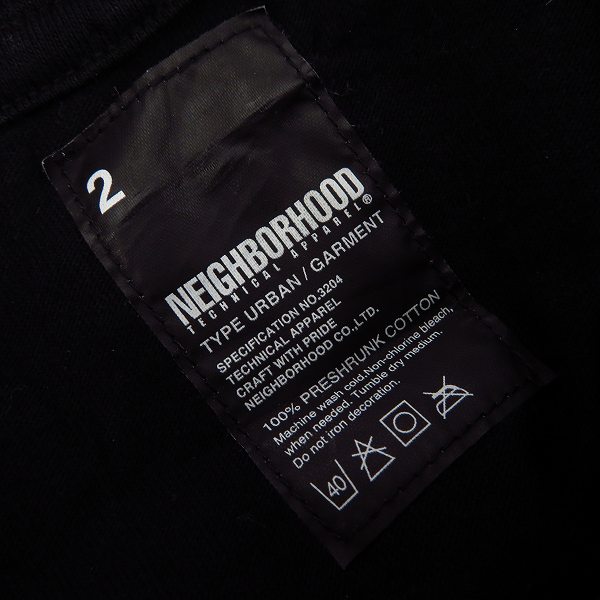 2
NEIGHBORHOOD
TECHNICAL APPAREL®
TYPE URBAN / GARMENT
SPECIFICATION NO.3204
TECHNICAL APPAREL
CRAFT WITH PRIDE
NEIGHBORHOOD CO.,LTD.
100% PRESHRUNK COTTON
Machine wash cold.Non-chlorine bleach,
when needed. Tumble dry medium.
Do not iron decoration.
40